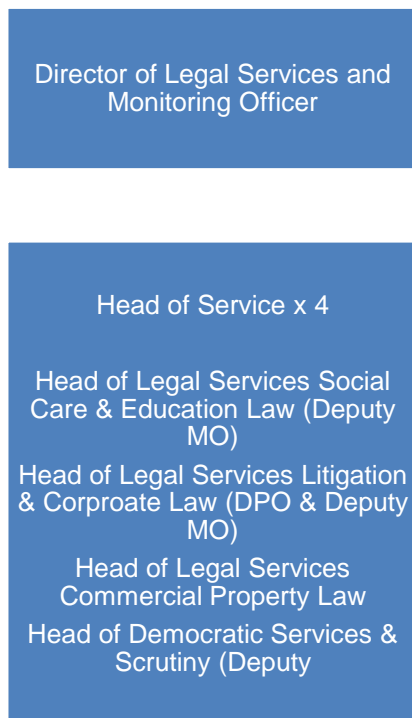 Director of Legal Services and
Monitoring Officer
Head of Service x 4
Head of Legal Services Social
Care & Education Law (Deputy
MO)
Head of Legal Services Litigation
& Corproate Law (DPO & Deputy
MO)
Head of Legal Services
Commercial Property Law
Head of Democratic Services &
Scrutiny (Deputy